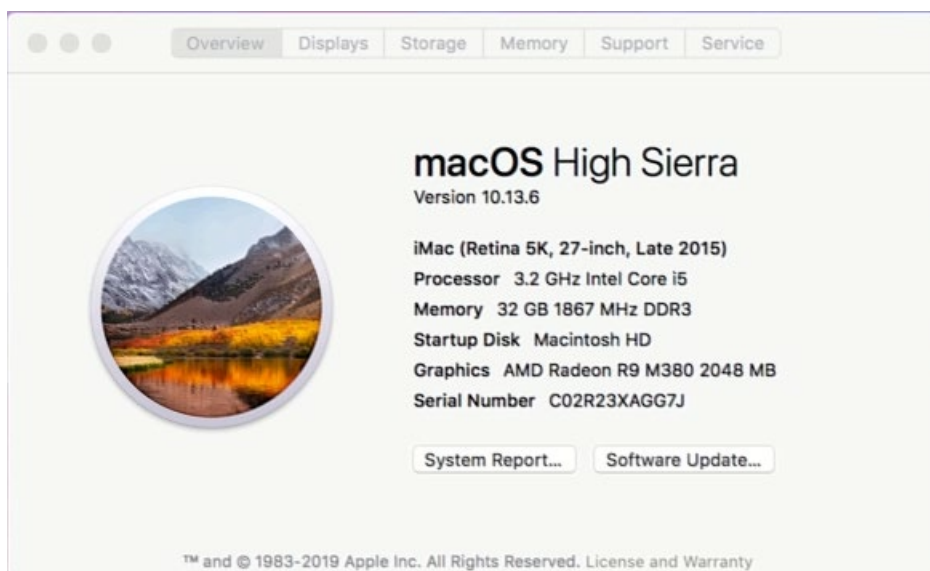 Overview Displays Storage Memory Support Service
macOS High Sierra
Version 10.13.6
iMac (Retina 5K, 27-inch, Late 2015)
Processor 3.2 GHz Intel Core i5
Memory 32 GB 1867 MHz DDR3
Startup Disk Macintosh HD
Graphics AMD Radeon R9 M380 2048 MB
Serial Number C02R23XAGG7J
System Report... Software Update...
™ and © 1983-2019 Apple Inc. All Rights Reserved. License and Warranty